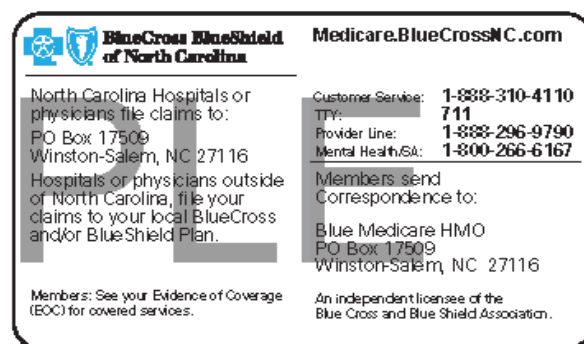 BlueCross BlueShield
of North Carolina
North Carolina Hospitals or
physicians file claims to:
PO Box 17509
Winston-Salem, NC 27116
Hospitals or physicians outside
of North Carolina, file your
claims to your local BlueCross
and/or BlueShield Plan.
Members: See your Evidence of Coverage
(EOC) for covered services.
Medicare.BlueCrossNC.com
Customer Service: 1-888-310-4110
TTY: 711
Provider Line: 1-888-296-9790
Mental Health/SA: 1-800-266-6167
Members send
Correspondence to:
Blue Medicare HMO
PO Box 17509
Winston-Salem, NC 27116
An independent licensee of the
Blue Cross and Blue Shield Association.
PLE